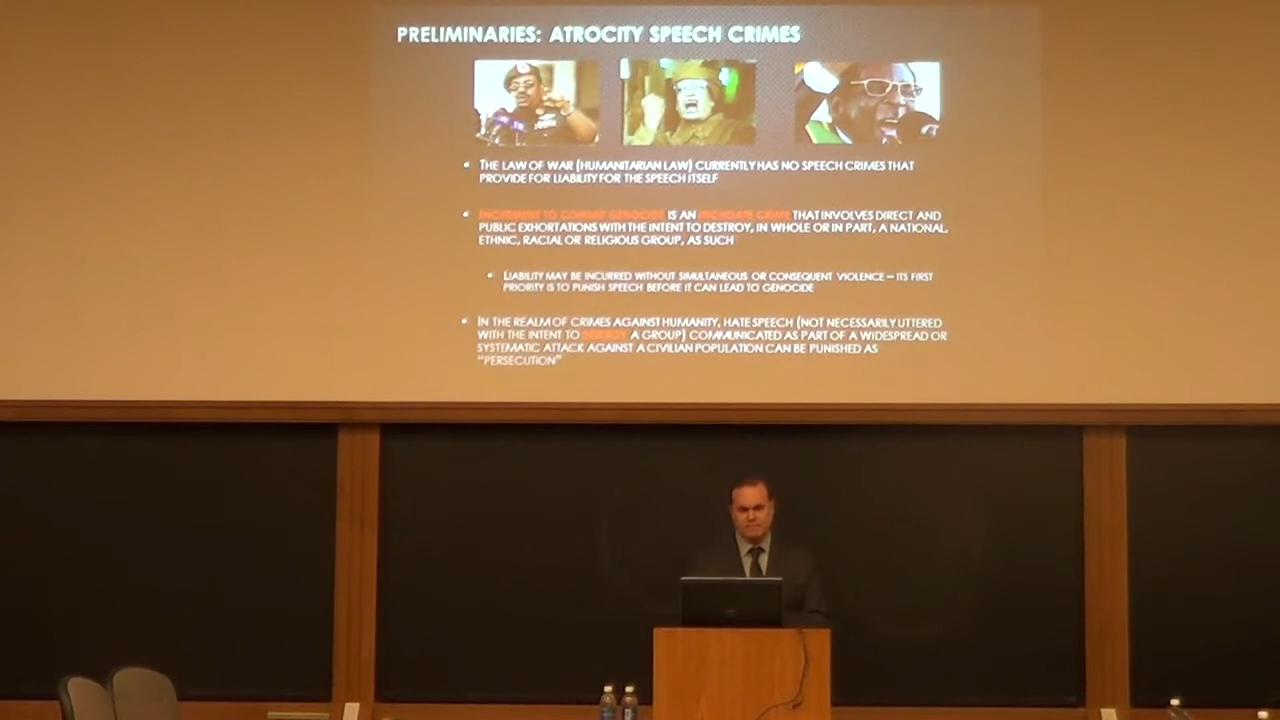 PRELIMINARIES: ATROCITY SPEECH CRIMES
• THE LAW OF WAR (HUMANITARIAN LAW) CURRENTLY HAS NO SPEECH CRIMES THAT
PROVIDE FOR LIABILITY FOR THE SPEECH ITSELF
• INCITEMENT TO COMMIT GENOCIDE IS AN INCHOATE CRIME THAT INVOLVES DIRECT AND
PUBLIC EXHORTATIONS WITH THE INTENT TO DESTROY, IN WHOLE OR IN PART, A NATIONAL,
ETHNIC, RACIAL OR RELIGIOUS GROUP, AS SUCH
• LIABILITY MAY BE INCURRED WITHOUT SIMULTANEOUS OR CONSEQUENT VIOLENCE – ITS FIRST
PRIORITY IS TO PUNISH SPEECH BEFORE IT CAN LEAD TO GENOCIDE
• IN THE REALM OF CRIMES AGAINST HUMANITY, HATE SPEECH (NOT NECESSARILY UTTERED
WITH THE INTENT TO DESTROY A GROUP) COMMUNICATED AS PART OF A WIDESPREAD OR
SYSTEMATIC ATTACK AGAINST A CIVILIAN POPULATION CAN BE PUNISHED AS
"PERSECUTION"